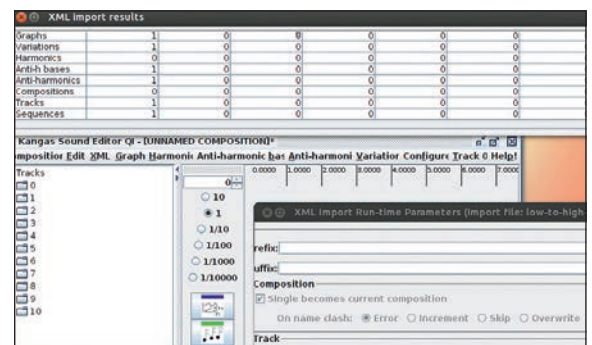 XML Import results
Graphs 1 0 0 0 0 0
Variations 1 0 0 0 0 0
Harmonics 0 0 0 0 0 0
Anti-h bases 1 0 0 0 0 0
Anti-harmonics 1 0 0 0 0 0
Compositions 0 0 0 0 0 0
Tracks 1 0 0 0 0 0
Sequences 1 0 0 0 0 0
Kangas Sound Editor QI - [UNNAMED COMPOSITION]*
mposition Edit XML Graph Harmonic Anti-harmonic bas Anti-harmoni Variatior Configure Track 0 Help!
Tracks
0
1
2
3
4
5
6
7
8
9
10
0
10
1
1/10
1/100
1/1000
1/10000
0.0000 1.0000 2.0000 3.0000 4.0000 5.0000 6.0000 7.000
XML Import Run-time Parameters (import file: low-to-high-
refix:
uffix:
Composition
Single becomes current composition
On name clash: Error Increment Skip Overwrite
Track